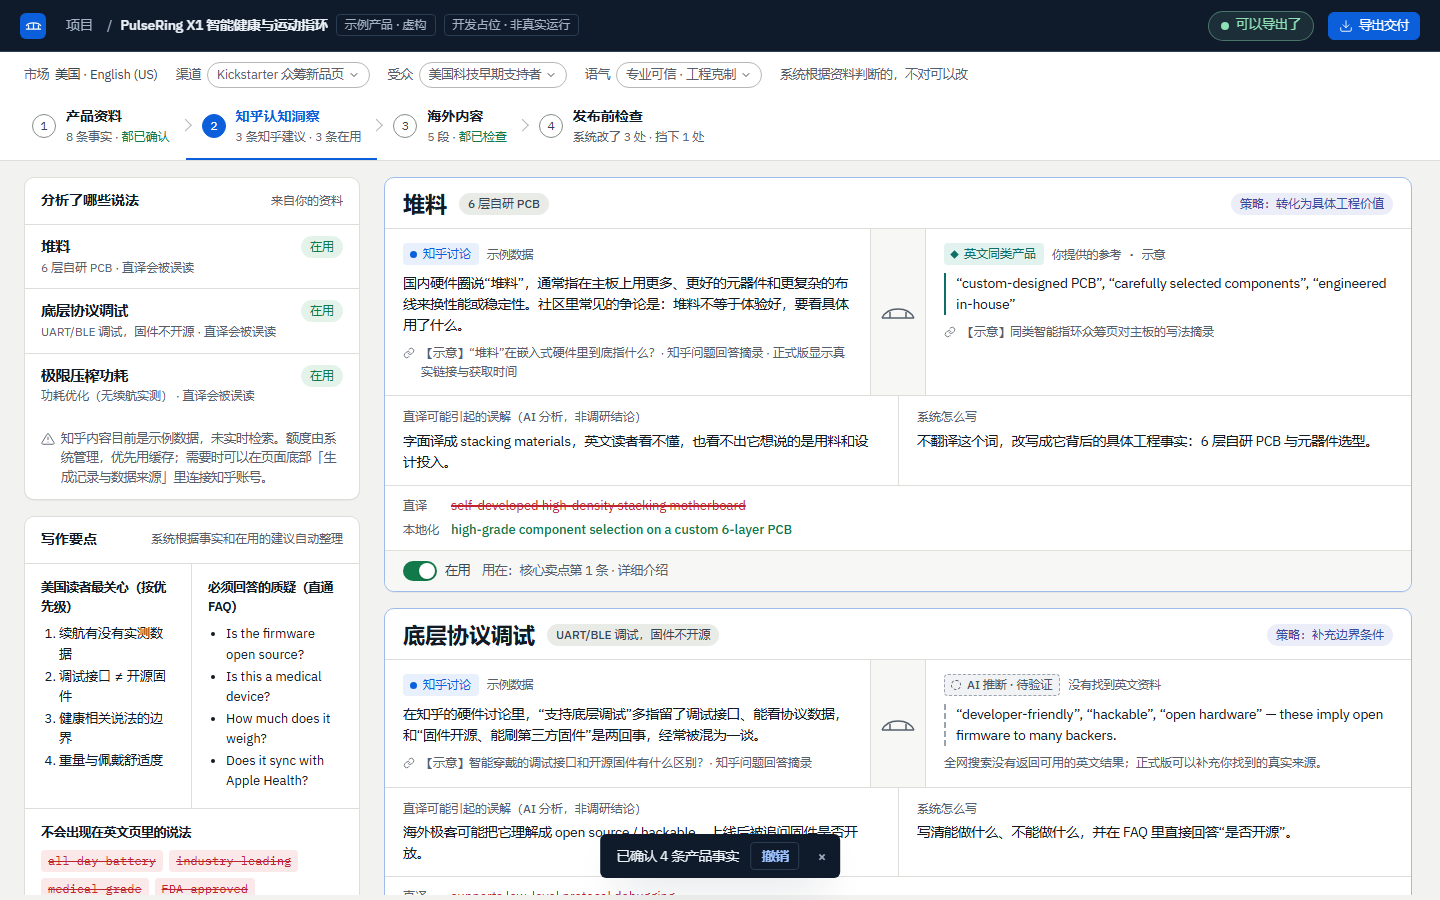 项目 / PulseRing X1 智能健康与运动指环 示例产品 · 虚构 开发占位 · 非真实运行 可以导出了 导出交付
市场 美国 · English (US) 渠道 Kickstarter 众筹新品页 受众 美国科技早期支持者 语气 专业可信 · 工程克制 系统根据资料判断的，不对可以改
1 产品资料
8 条事实 · 都已确认
2 知乎认知洞察
3 条知乎建议 · 3 条在用
3 海外内容
5 段 · 都已检查
4 发布前检查
系统改了 3 处 · 挡下 1 处
分析了哪些说法 来自你的资料
堆料 在用
6 层自研 PCB · 直译会被误读
底层协议调试 在用
UART/BLE 调试，固件不开源 · 直译会被误读
极限压榨功耗 在用
功耗优化（无续航实测） · 直译会被误读
知乎内容目前是示例数据，未实时检索。额度由系
统管理，优先用缓存；需要时可以在页面底部「生
成记录与数据来源」里连接知乎账号。
写作要点 系统根据事实和在用的建议自动整理
美国读者最关心（按优
先级）
1. 续航有没有实测数
据
2. 调试接口 ≠ 开源固
件
3. 健康相关说法的边
界
4. 重量与佩戴舒适度
必须回答的质疑（直通
FAQ）
• Is the firmware
open source?
• Is this a medical
device?
• How much does it
weigh?
• Does it sync with
Apple Health?
不会出现在英文页里的说法
all-day battery industry-leading
medical-grade FDA-approved
堆料 6 层自研 PCB 策略：转化为具体工程价值
知乎讨论 示例数据
国内硬件圈说“堆料”，通常指在主板上用更多、更好的元器件和更复杂的布
线来换性能或稳定性。社区里常见的争论是：堆料不等于体验好，要看具体
用了什么。
【示意】“堆料”在嵌入式硬件里到底指什么？ · 知乎问题回答摘录 · 正式版显示真
实链接与获取时间
英文同类产品 你提供的参考 · 示意
“custom-designed PCB”, “carefully selected components”, “engineered
in-house”
【示意】同类智能指环众筹页对主板的写法摘录
直译可能引起的误解（AI 分析，非调研结论）
字面译成 stacking materials，英文读者看不懂，也看不出它想说的是用料和设
计投入。
系统怎么写
不翻译这个词，改写成它背后的具体工程事实：6 层自研 PCB 与元器件选型。
直译 self-developed high-density stacking motherboard
本地化 high-grade component selection on a custom 6-layer PCB
在用 用在：核心卖点第 1 条 · 详细介绍
底层协议调试 UART/BLE 调试，固件不开源 策略：补充边界条件
知乎讨论 示例数据
在知乎的硬件讨论里，“支持底层调试”多指留了调试接口、能看协议数据，
和“固件开源、能刷第三方固件”是两回事，经常被混为一谈。
【示意】智能穿戴的调试接口和开源固件有什么区别？ · 知乎问题回答摘录
AI 推断 · 待验证 没有找到英文资料
“developer-friendly”, “hackable”, “open hardware” — these imply open
firmware to many backers.
全网搜索没有返回可用的英文结果；正式版可以补充你找到的真实来源。
直译可能引起的误解（AI 分析，非调研结论）
海外极客可能把它理解成 open source / hackable，上线后被追问固件是否开
放。
系统怎么写
写清能做什么、不能做什么，并在 FAQ 里直接回答“是否开源”。
直译 supports low-level protocol debugging
已确认 4 条产品事实 撤销 ×